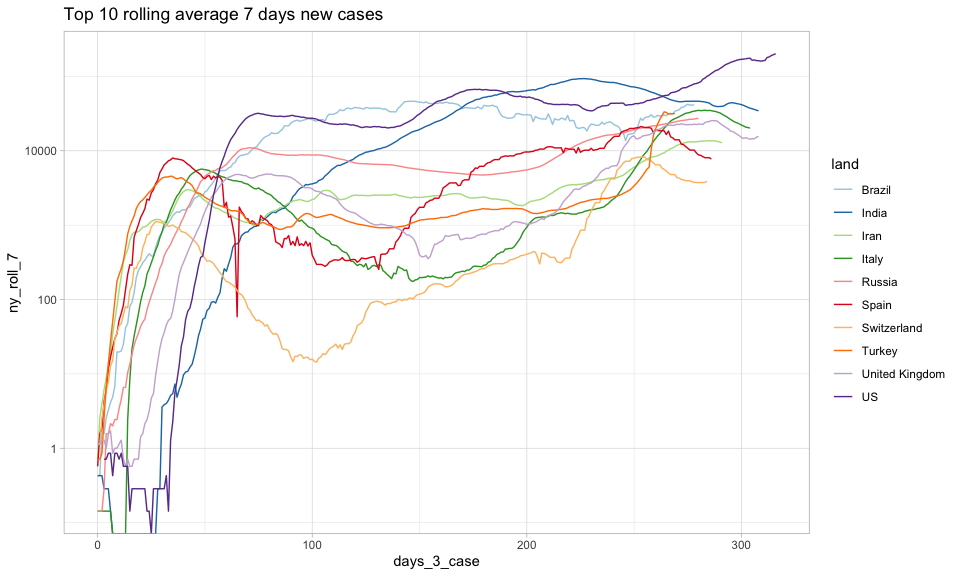 Top 10 rolling average 7 days new cases
ny_roll_7
10000
100
1
0
100
200
300
days_3_case
land
Brazil
India
Iran
Italy
Russia
Spain
Switzerland
Turkey
United Kingdom
US